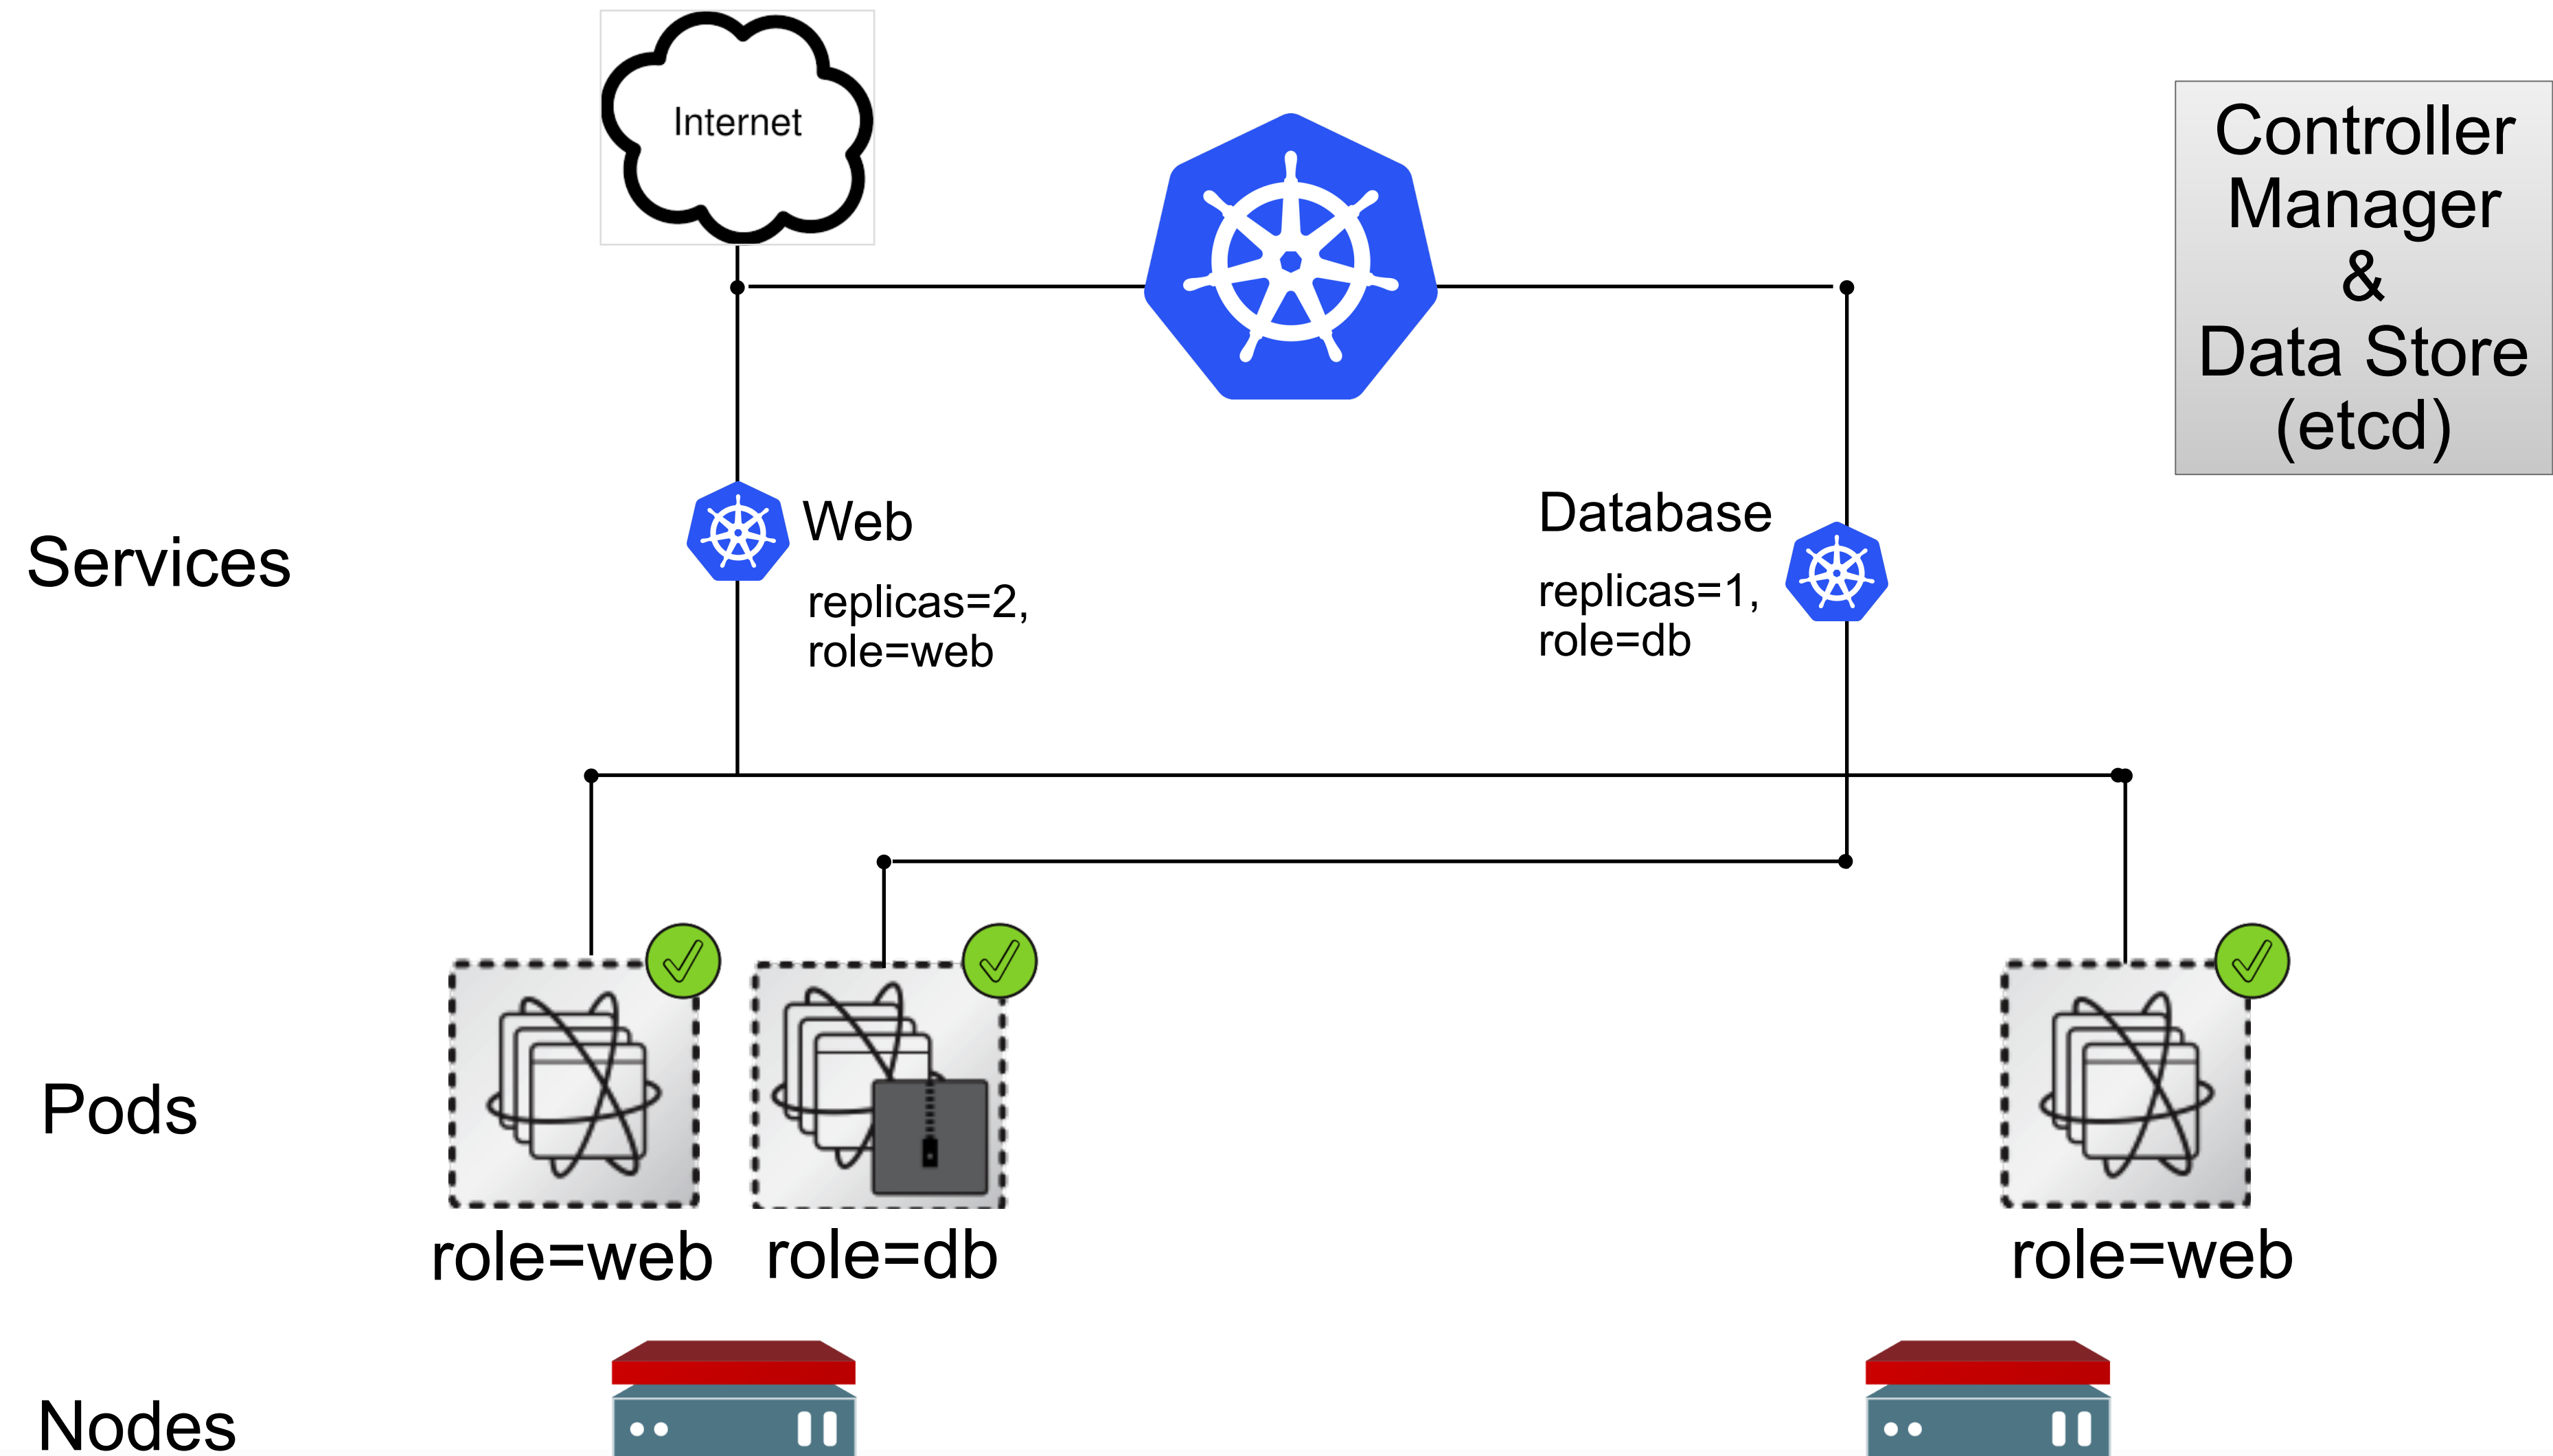 Internet
Controller
Manager
&
Data Store
(etcd)
Services
Web
replicas=2,
role=web
Database
replicas=1,
role=db
Pods
role=web
role=db
role=web
Nodes